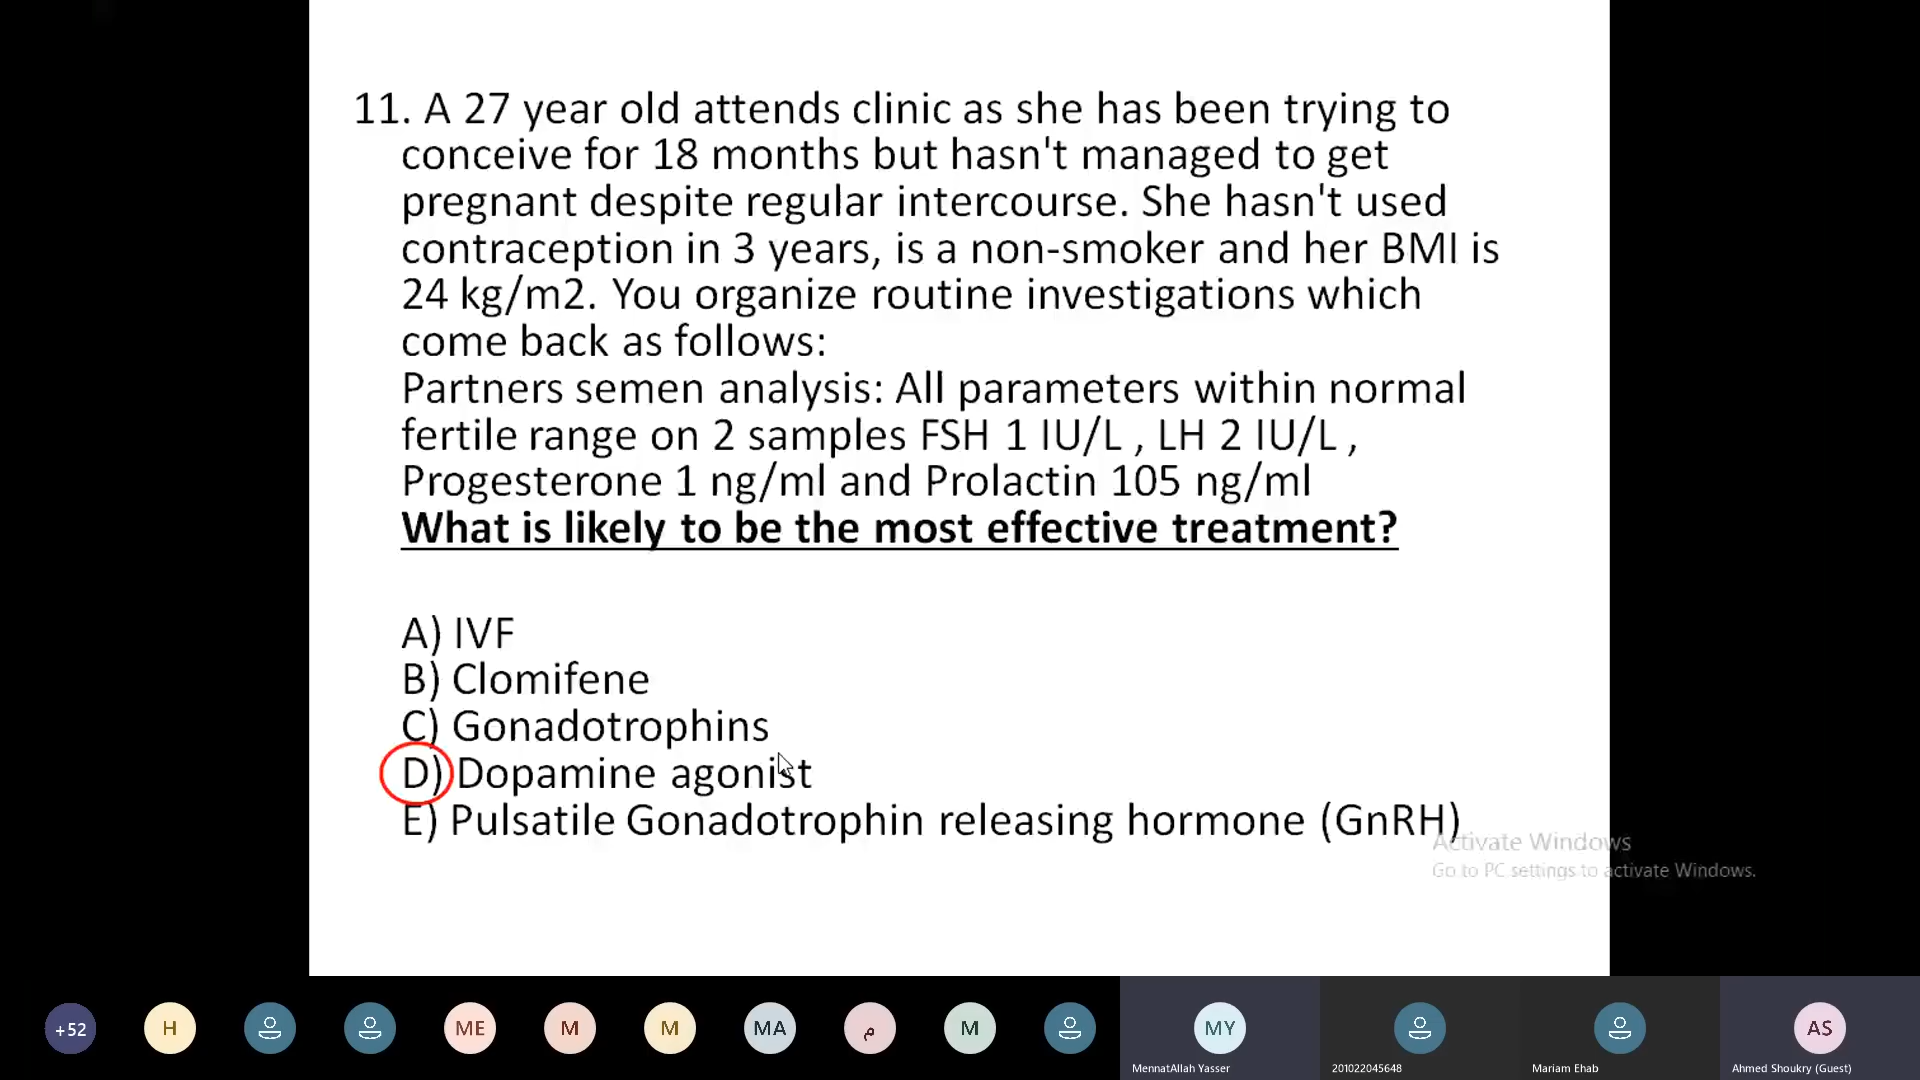 11. A 27 year old attends clinic as she has been trying to
conceive for 18 months but hasn't managed to get
pregnant despite regular intercourse. She hasn't used
contraception in 3 years, is a non-smoker and her BMI is
24 kg/m2. You organize routine investigations which
come back as follows:
Partners semen analysis: All parameters within normal
fertile range on 2 samples FSH 1 IU/L , LH 2 IU/L ,
Progesterone 1 ng/ml and Prolactin 105 ng/ml
What is likely to be the most effective treatment?
A) IVF
B) Clomifene
C) Gonadotrophins
D) Dopamine agonist
E) Pulsatile Gonadotrophin releasing hormone (GnRH)
Activate Windows
Go to PC settings to activate Windows.
+52
H
ME
M
M
MA
م
M
MY
AS
MennatAllah Yasser
201022045648
Mariam Ehab
Ahmed Shoukry (Guest)